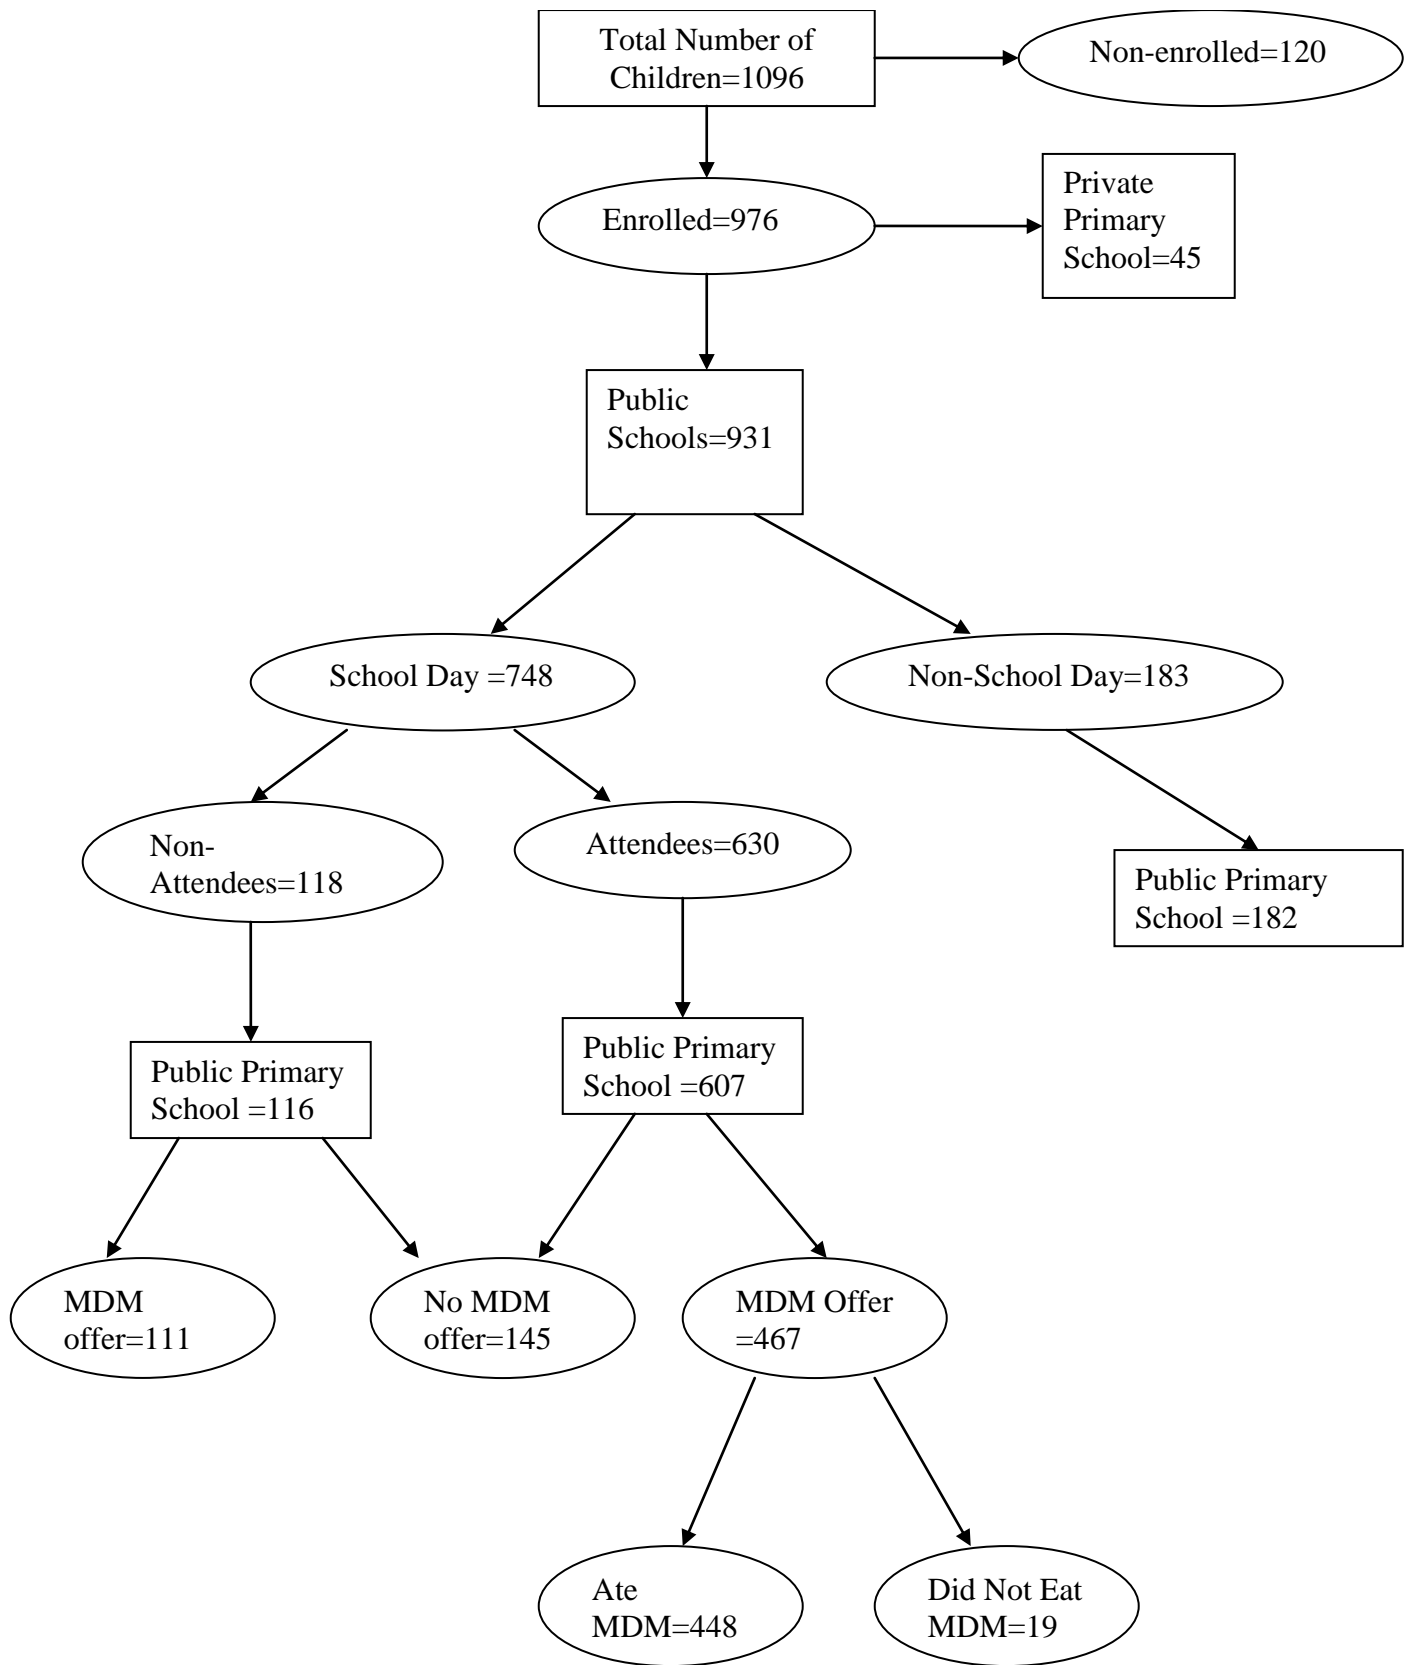 Total Number of
Children=1096
Non-enrolled=120
Enrolled=976
Private
Primary
School=45
Public
Schools=931
School Day =748
Non-School Day=183
Non-
Attendees=118
Attendees=630
Public Primary
School =182
Public Primary
School =116
Public Primary
School =607
MDM
offer=111
No MDM
offer=145
MDM Offer
=467
Ate
MDM=448
Did Not Eat
MDM=19